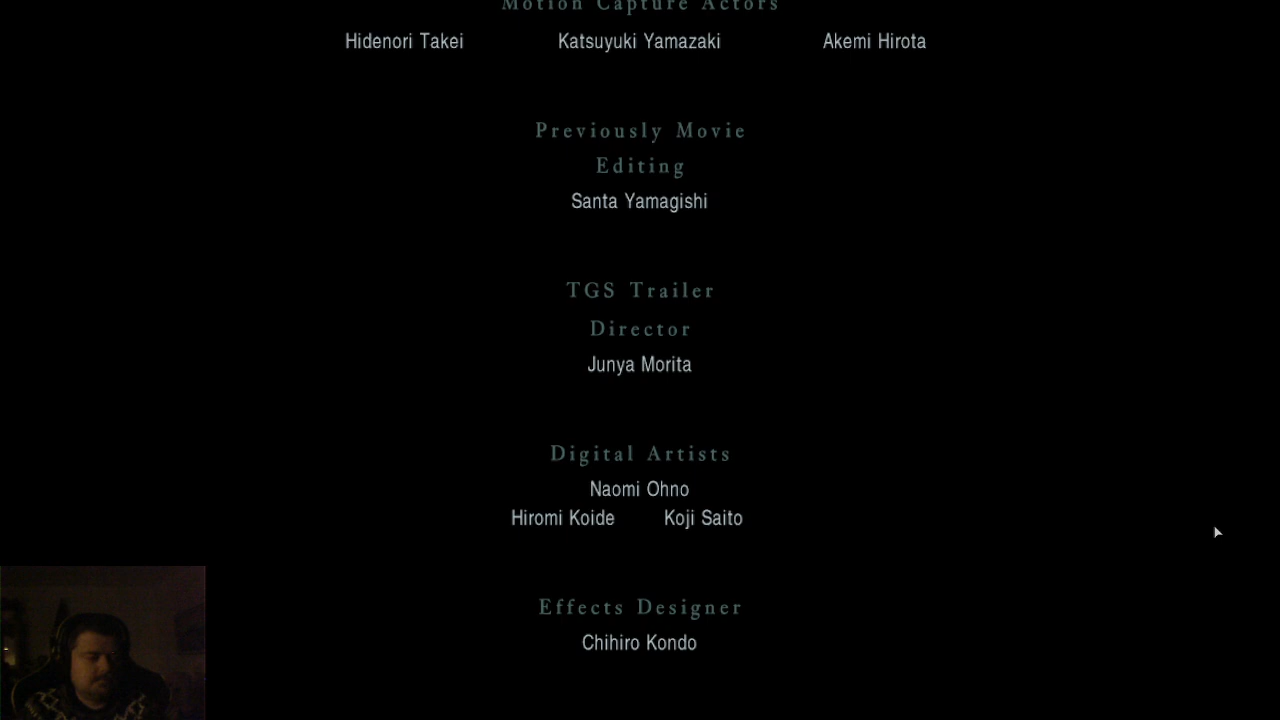 Motion Capture Actors
Hidenori Takei Katsuyuki Yamazaki Akemi Hirota
Previously Movie
Editing
Santa Yamagishi
TGS Trailer
Director
Junya Morita
Digital Artists
Naomi Ohno
Hiromi Koide Koji Saito
Effects Designer
Chihiro Kondo